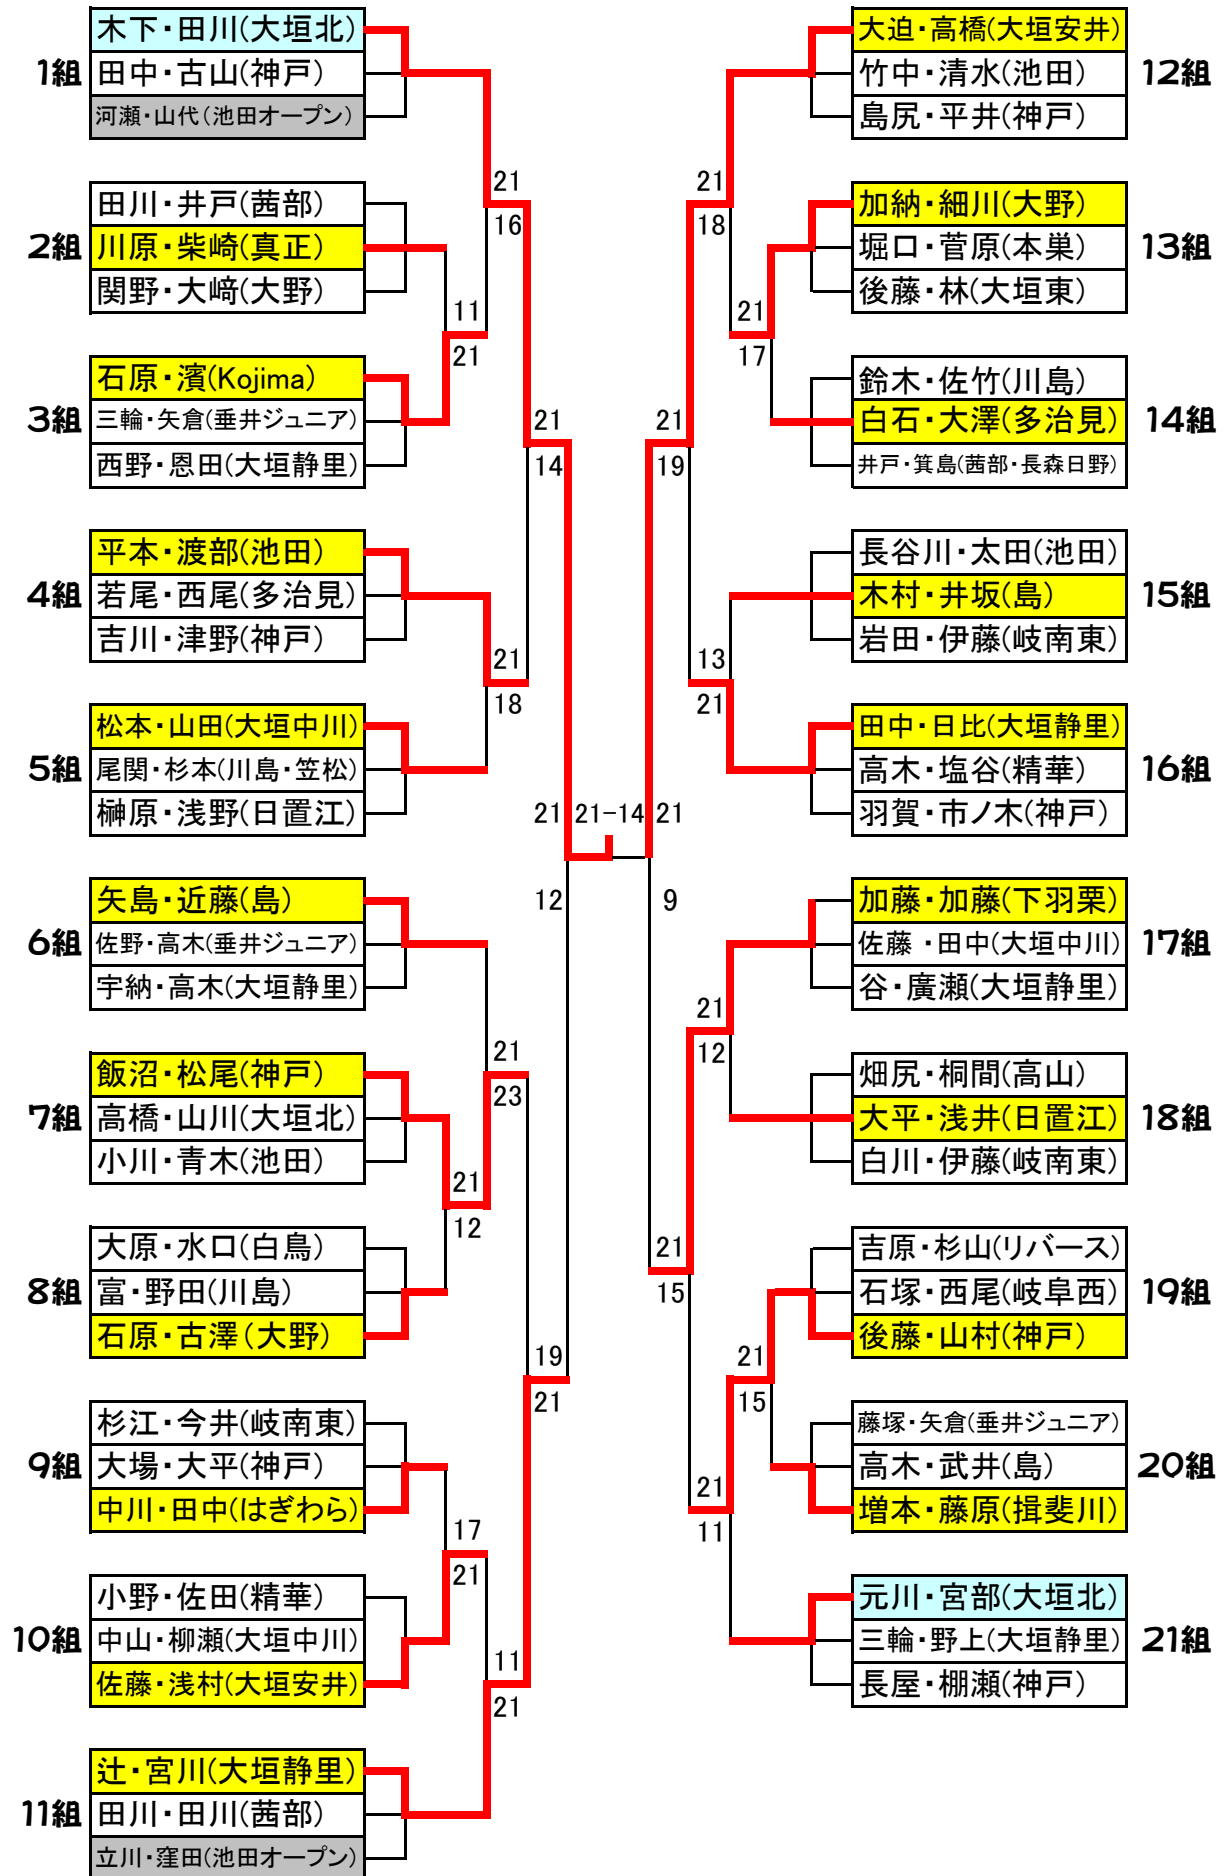 木下・田川(大垣北)
1組 田中・古山(神戸)
河瀬・山代(池田オープン)
田川・井戸(茜部)
2組 川原・柴崎(真正)
関野・大﨑(大野)
石原・濱(Kojima)
3組 三輪・矢倉(垂井ジュニア)
西野・恩田(大垣静里)
平本・渡部(池田)
4組 若尾・西尾(多治見)
吉川・津野(神戸)
松本・山田(大垣中川)
5組 尾関・杉本(川島・笠松)
榊原・浅野(日置江)
矢島・近藤(島)
6組 佐野・高木(垂井ジュニア)
宇納・高木(大垣静里)
飯沼・松尾(神戸)
7組 高橋・山川(大垣北)
小川・青木(池田)
大原・水口(白鳥)
8組 富・野田(川島)
石原・古澤(大野)
杉江・今井(岐南東)
9組 大場・大平(神戸)
中川・田中(はぎわら)
小野・佐田(精華)
10組 中山・柳瀬(大垣中川)
佐藤・浅村(大垣安井)
辻・宮川(大垣静里)
11組 田川・田川(茜部)
立川・窪田(池田オープン)
21
16
11
21
21
14
21
18
21
12
21
23
21
12
19
21
17
21
11
21
21-14
大迫・高橋(大垣安井)
竹中・清水(池田) 12組
島尻・平井(神戸)
加納・細川(大野)
堀口・菅原(本巣) 13組
後藤・林(大垣東)
鈴木・佐竹(川島)
白石・大澤(多治見) 14組
井戸・箕島(茜部・長森日野)
長谷川・太田(池田)
木村・井坂(島) 15組
岩田・伊藤(岐南東)
田中・日比(大垣静里)
高木・塩谷(精華) 16組
羽賀・市ノ木(神戸)
加藤・加藤(下羽栗)
佐藤・田中(大垣中川) 17組
谷・廣瀬(大垣静里)
畑尻・桐間(高山)
大平・浅井(日置江) 18組
白川・伊藤(岐南東)
吉原・杉山(リバース)
石塚・西尾(岐阜西) 19組
後藤・山村(神戸)
藤塚・矢倉(垂井ジュニア)
高木・武井(島) 20組
増本・藤原(揖斐川)
元川・宮部(大垣北)
三輪・野上(大垣静里) 21組
長屋・棚瀬(神戸)
21
18
21
17
21
19
13
21
21
9
21
12
21
15
21
15
21
11